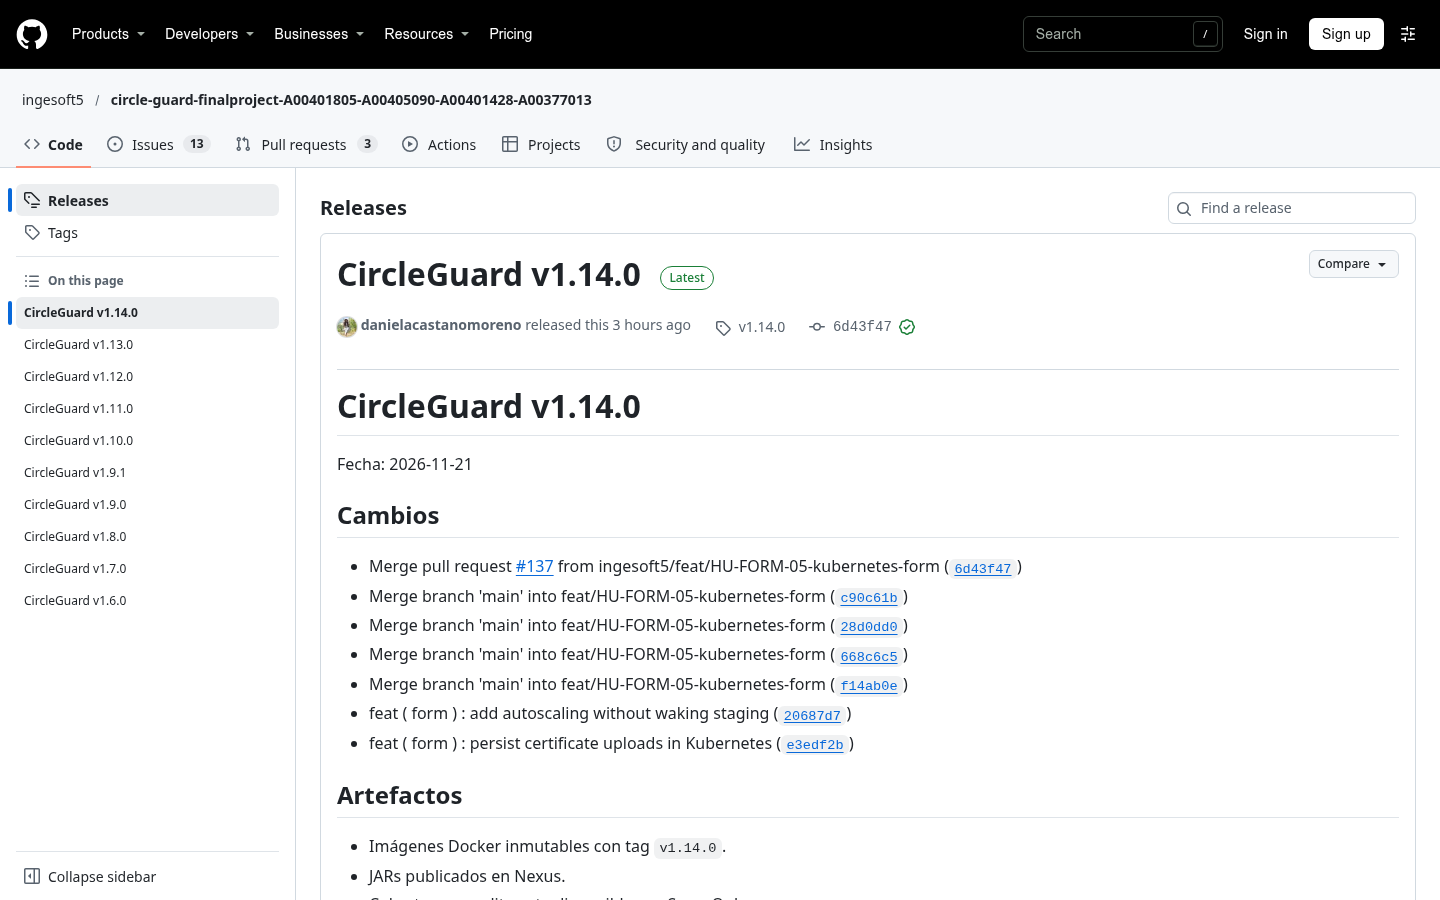 Products
Developers
Businesses
Resources
Pricing
Search
/
Sign in
Sign up
ingesoft5 / circle-guard-finalproject-A00401805-A00405090-A00401428-A00377013
Code
Issues 13
Pull requests 3
Actions
Projects
Security and quality
Insights
Releases
Tags
On this page
CircleGuard v1.14.0
CircleGuard v1.13.0
CircleGuard v1.12.0
CircleGuard v1.11.0
CircleGuard v1.10.0
CircleGuard v1.9.1
CircleGuard v1.9.0
CircleGuard v1.8.0
CircleGuard v1.7.0
CircleGuard v1.6.0
Collapse sidebar
Releases
Find a release
CircleGuard v1.14.0 Latest
Compare
danielacastanomoreno released this 3 hours ago v1.14.0 6d43f47
CircleGuard v1.14.0
Fecha: 2026-11-21
Cambios
Merge pull request #137 from ingesoft5/feat/HU-FORM-05-kubernetes-form (6d43f47)
Merge branch 'main' into feat/HU-FORM-05-kubernetes-form (c90c61b)
Merge branch 'main' into feat/HU-FORM-05-kubernetes-form (28d0dd0)
Merge branch 'main' into feat/HU-FORM-05-kubernetes-form (668c6c5)
Merge branch 'main' into feat/HU-FORM-05-kubernetes-form (f14ab0e)
feat ( form ) : add autoscaling without waking staging (20687d7)
feat ( form ) : persist certificate uploads in Kubernetes (e3edf2b)
Artefactos
Imágenes Docker inmutables con tag v1.14.0.
JARs publicados en Nexus.